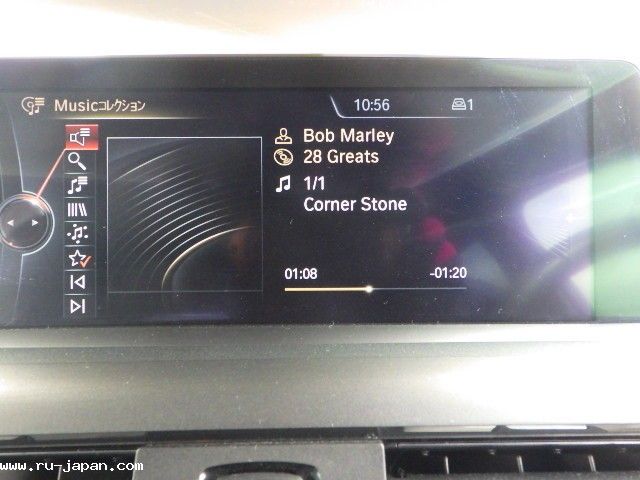 Musicコレクション
10:56
1
Bob Marley
28 Greats
1/1
Corner Stone
01:08
-01:20
www.ru-japan.com